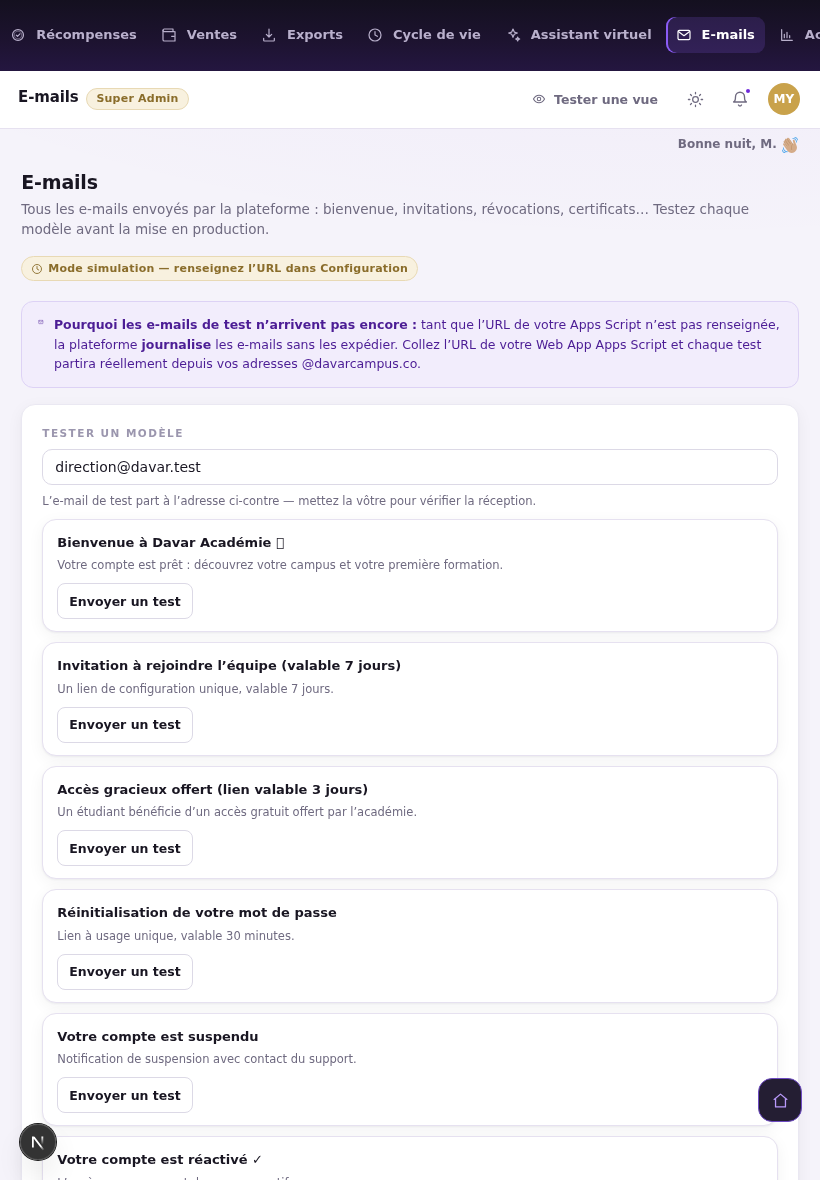 Récompenses Ventes Exports Cycle de vie Assistant virtuel E-mails Ac
E-mails Super Admin Tester une vue MY
Bonne nuit, M. 👋🏼
E-mails
Tous les e-mails envoyés par la plateforme : bienvenue, invitations, révocations, certificats… Testez chaque
modèle avant la mise en production.
Mode simulation — renseignez l’URL dans Configuration
Pourquoi les e-mails de test n’arrivent pas encore : tant que l’URL de votre Apps Script n’est pas renseignée,
la plateforme journalise les e-mails sans les expédier. Collez l’URL de votre Web App Apps Script et chaque test
partira réellement depuis vos adresses @davarcampus.co.
TESTER UN MODÈLE
direction@davar.test
L’e-mail de test part à l’adresse ci-contre — mettez la vôtre pour vérifier la réception.
Bienvenue à Davar Académie
Votre compte est prêt : découvrez votre campus et votre première formation.
Envoyer un test
Invitation à rejoindre l’équipe (valable 7 jours)
Un lien de configuration unique, valable 7 jours.
Envoyer un test
Accès gracieux offert (lien valable 3 jours)
Un étudiant bénéficie d’un accès gratuit offert par l’académie.
Envoyer un test
Réinitialisation de votre mot de passe
Lien à usage unique, valable 30 minutes.
Envoyer un test
Votre compte est suspendu
Notification de suspension avec contact du support.
Envoyer un test
N
Votre compte est réactivé ✓